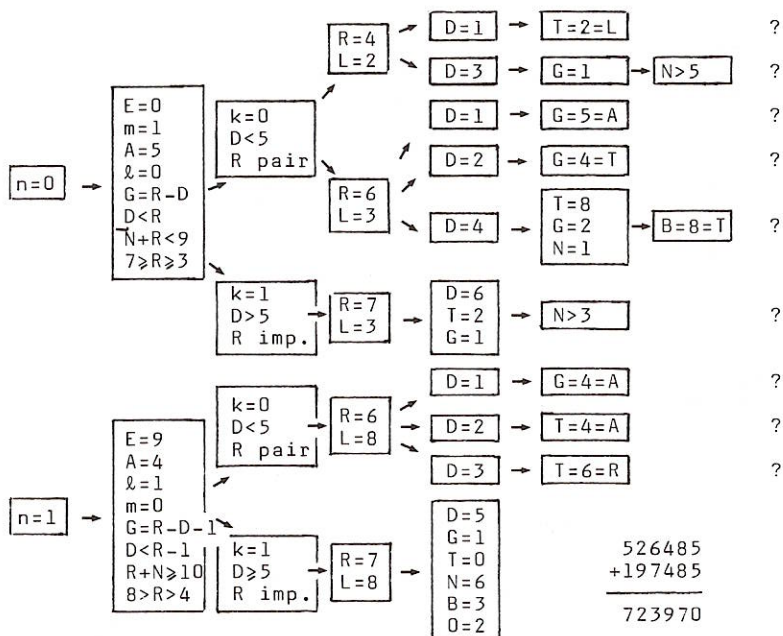 R=4
L=2
D=1
T=2=L
?
D=3
G=1
N>5
?
n=0
E=0
m=1
A=5
ℓ=0
G=R-D
D<R
N+R<9
7⩾R⩾3
k=0
D<5
R pair
R=6
L=3
D=1
G=5=A
?
D=2
G=4=T
?
D=4
T=8
G=2
N=1
B=8=T
?
k=1
D>5
R imp.
R=7
L=3
D=6
T=2
G=1
N>3
?
n=1
E=9
A=4
ℓ=1
m=0
G=R-D-1
D<R-1
R+N⩾10
8>R>4
k=0
D<5
R pair
R=6
L=8
D=1
G=4=A
?
D=2
T=4=A
?
D=3
T=6=R
?
k=1
D⩾5
R imp.
R=7
L=8
D=5
G=1
T=0
N=6
B=3
O=2
526485
+197485
723970